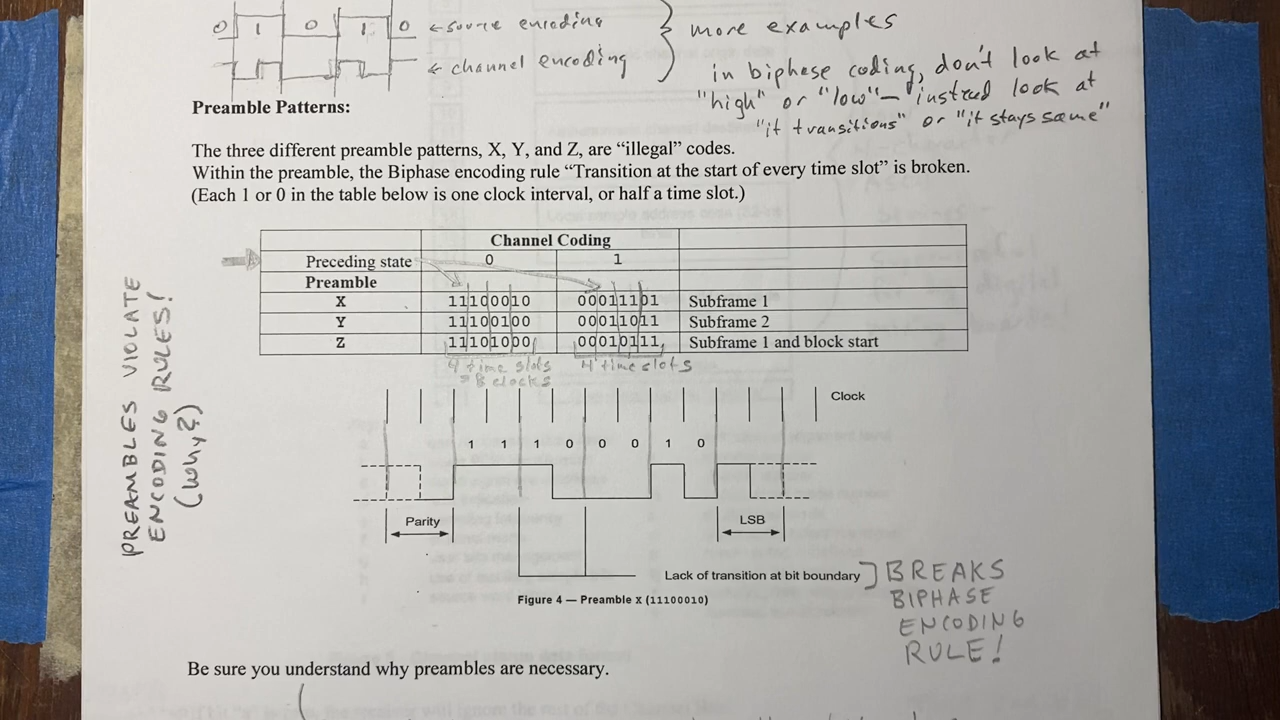 0 1 0 1 0 ← source encoding
← channel encoding
more examples
in biphase coding, don't look at
"high" or "low" – instead look at
"it transitions" or "it stays same"
Preamble Patterns:
The three different preamble patterns, X, Y, and Z, are “illegal” codes.
Within the preamble, the Biphase encoding rule “Transition at the start of every time slot” is broken.
(Each 1 or 0 in the table below is one clock interval, or half a time slot.)
Channel Coding
Preceding state 0 1
Preamble
X 11100010 00011101 Subframe 1
Y 11100100 00011011 Subframe 2
Z 11101000 00010111 Subframe 1 and block start
4 time slots 4 time slots
= 8 clocks
PREAMBLES VIOLATE
ENCODING RULES!
(why?)
Clock
1 1 1 0 0 0 1 0
Parity LSB
Lack of transition at bit boundary
BREAKS
BIPHASE
ENCODING
RULE!
Figure 4 — Preamble X (11100010)
Be sure you understand why preambles are necessary.